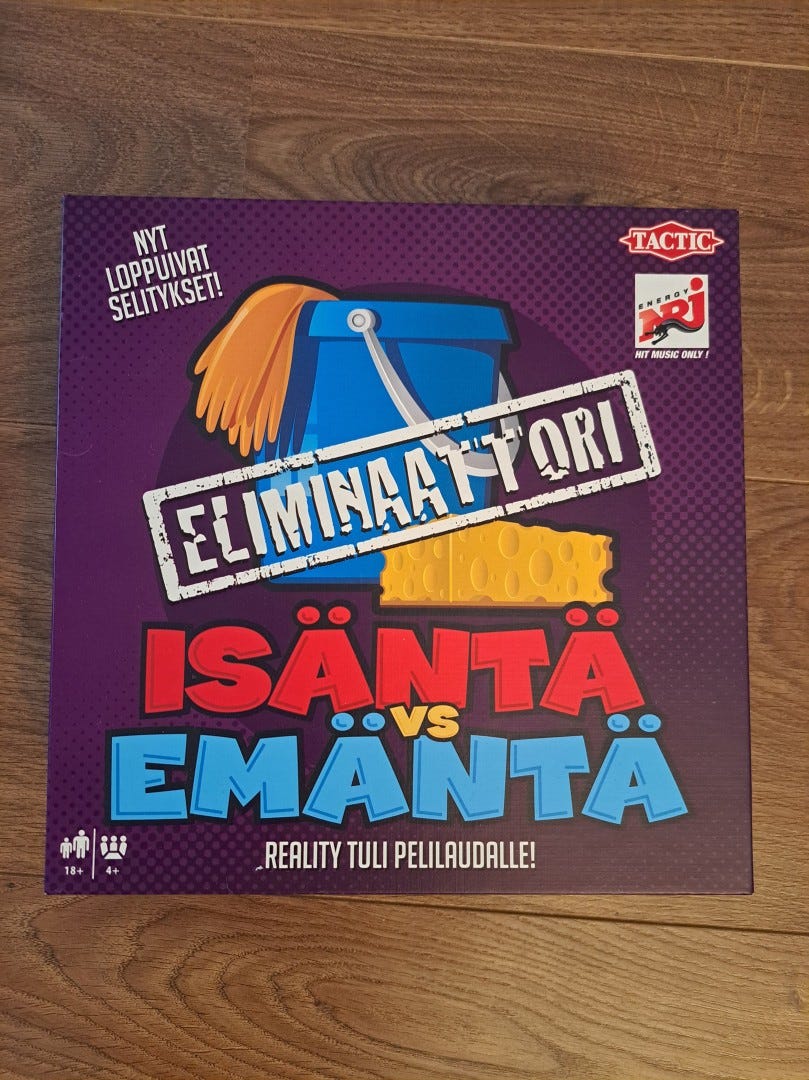 NYT
LOPPUIVAT
SELITYKSET!
TACTIC
ENERGY
NRJ
HIT MUSIC ONLY !
ELIMINAATTORI
ISÄNTÄ
VS
EMÄNTÄ
REALITY TULI PELILAUDALLE!
18+
4+